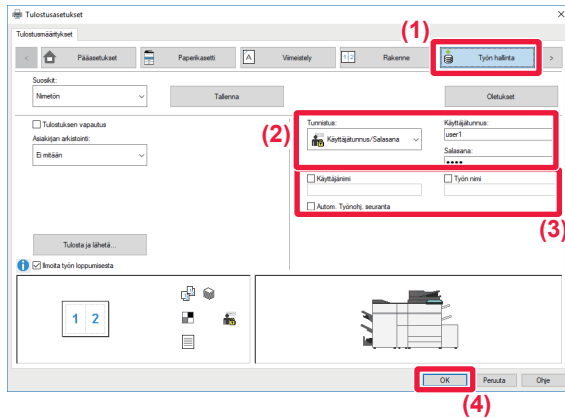 Tulostusasetukset
Tulostusmääritykset
(1)
Pääasetukset
Paperikasetti
Viimeistely
Rakenne
Työn hallinta
Suosikit:
Nimetön
Tallenna
Oletukset
Tulostuksen vapautus
Asiakirjan arkistointi:
Ei mitään
(2)
Tunnistus:
Käyttäjätunnus/Salasana
Käyttäjätunnus:
user1
Salasana:
••••
Käyttäjänimi
Työn nimi
Autom. Työnohj. seuranta
(3)
Tulosta ja lähetä...
Ilmoita työn loppumisesta
1 2
OK
Peruuta
Ohje
(4)